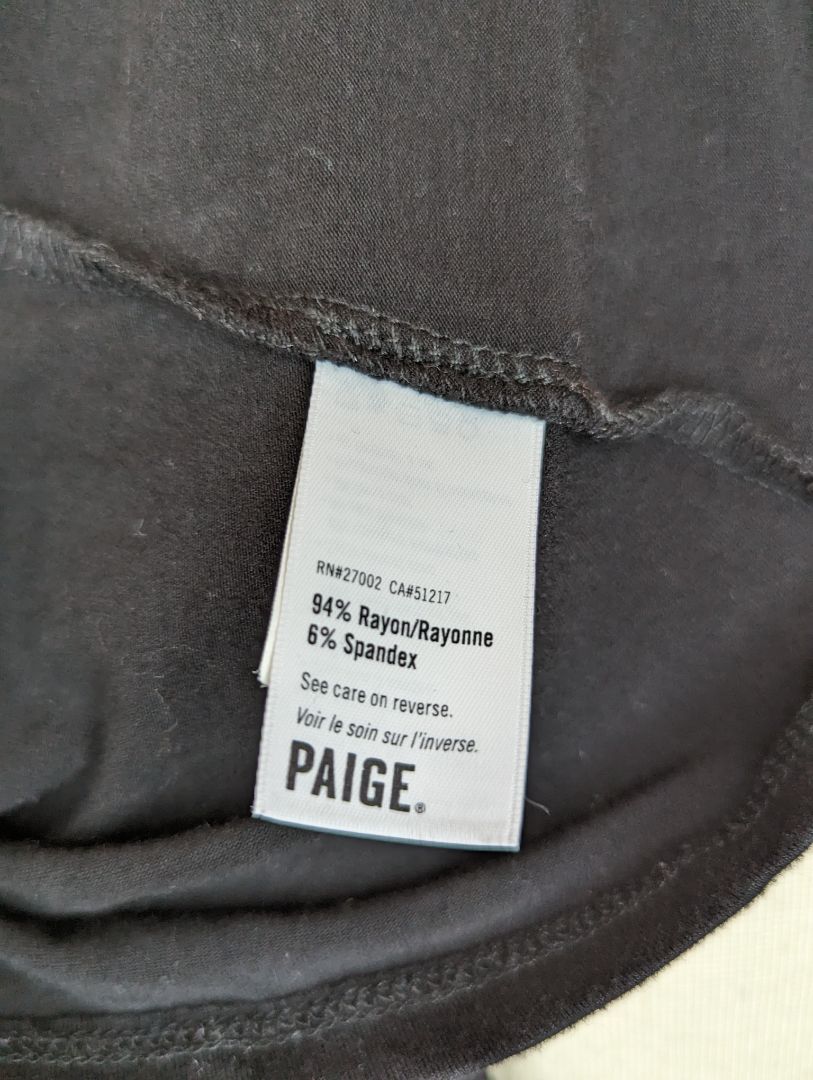 RN#27002 CA#51217
94% Rayon/Rayonne
6% Spandex
See care on reverse.
Voir le soin sur l'inverse.
PAIGE®